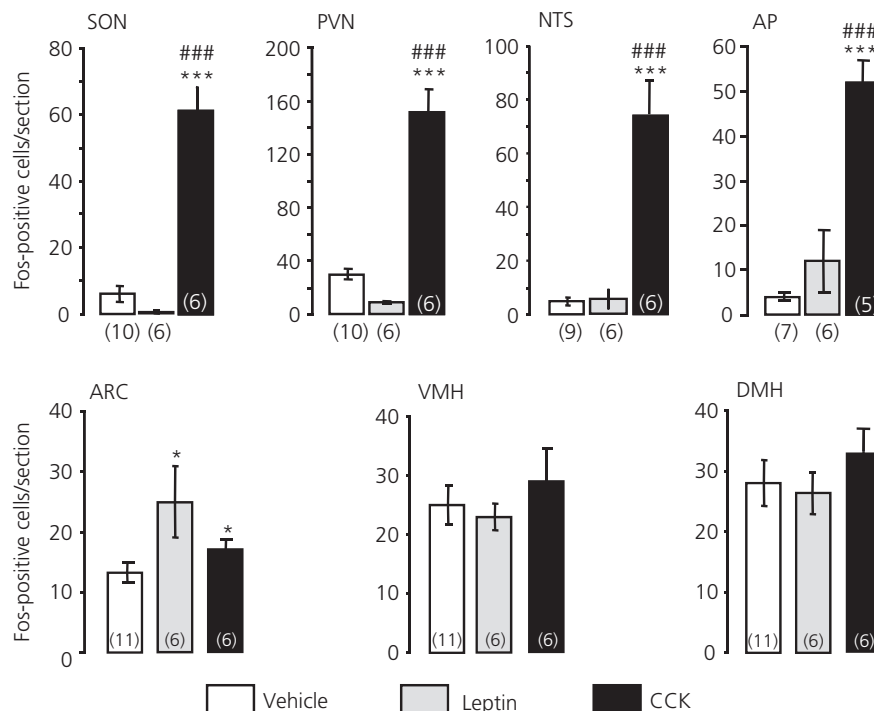 SON PVN NTS AP
### ### ### ###
*** *** *** ***
Fos-positive cells/section
80 60 40 20 0
200 160 120 80 40 0
100 80 60 40 20 0
60 50 40 30 20 10 0
(6) (6) (6) (5)
(10) (6) (10) (6) (9) (6) (7) (6)
ARC VMH DMH
Fos-positive cells/section
40 30 20 10 0
40 30 20 10 0
40 30 20 10 0
* *
(11) (6) (6) (11) (6) (6) (11) (6) (6)
Vehicle Leptin CCK